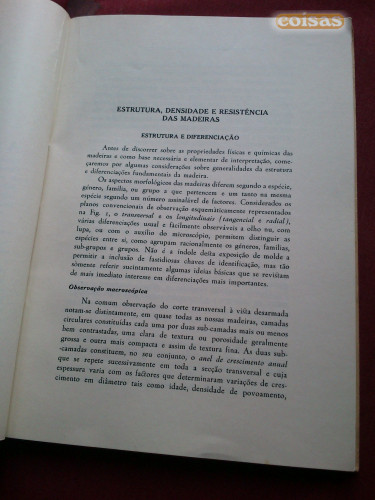 coisas
ESTRUTURA, DENSIDADE E RESISTÊNCIA
DAS MADEIRAS
ESTRUTURA E DIFERENCIAÇÃO
Antes de discorrer sobre as propriedades físicas e químicas das
madeiras e como base necessária e elementar de interpretação, come-
çaremos por algumas considerações sobre generalidades da estrutura
e diferenciações fundamentais da madeira.
Os aspectos morfológicos das madeiras diferem segundo a espécie,
género, família, ou grupo a que pertencem e um tanto na mesma
espécie segundo um número assinalável de factores. Considerados os
planos convencionais de observação esquemàticamente representados
na Fig. 1, o transversal e os longitudinais (tangencial e radial),
várias diferenciações usual e fàcilmente observáveis a olho nu, com
lupa, ou com o auxílio do microscópio, permitem distinguir as
espécies entre si, como agrupam racionalmente os géneros, famílias,
sub-grupos e grupos. Não é a índole desta exposição de molde a
permitir a inclusão de fastidiosas chaves de identificação, mas tão
sòmente referir sucintamente algumas ideias básicas que se revistam
de mais imediato interesse em diferenciações mais importantes.
Observação macroscópica
Na comum observação do corte transversal à vista desarmada
notam-se distintamente, em quase todas as nossas madeiras, camadas
circulares constituídas cada uma por duas sub-camadas mais ou menos
bem contrastadas, uma clara de textura ou porosidade geralmente
grossa e outra mais compacta e assim de textura fina. As duas sub-
-camadas constituem, no seu conjunto, o anel de crescimento anual
que se repete sucessivamente em toda a secção transversal e cuja
espessura varia com os factores que determinaram variações de cres-
cimento em diâmetro tais como idade, densidade de povoamento,